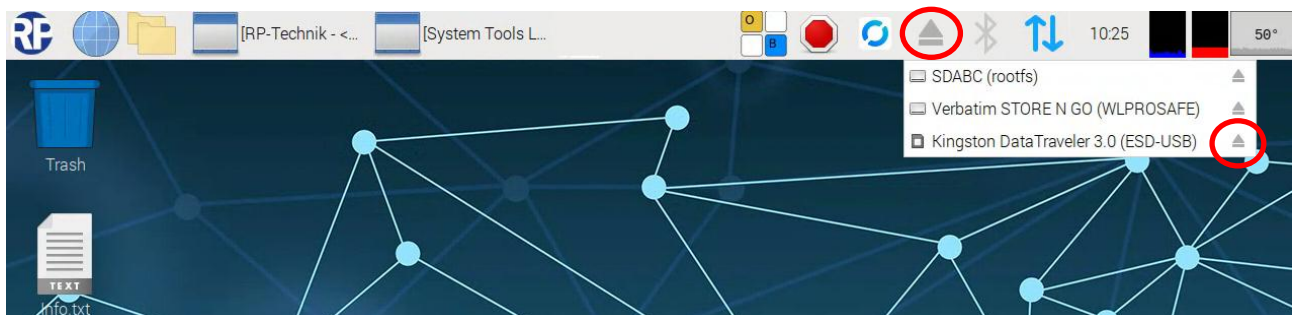 RP
[RP-Technik - <...
[System Tools L...
O
B
10:25
50°
SDABC (rootfs)
Verbatim STORE N GO (WLPROSAFE)
Kingston DataTraveler 3.0 (ESD-USB)
Trash
TEXT
Info.txt